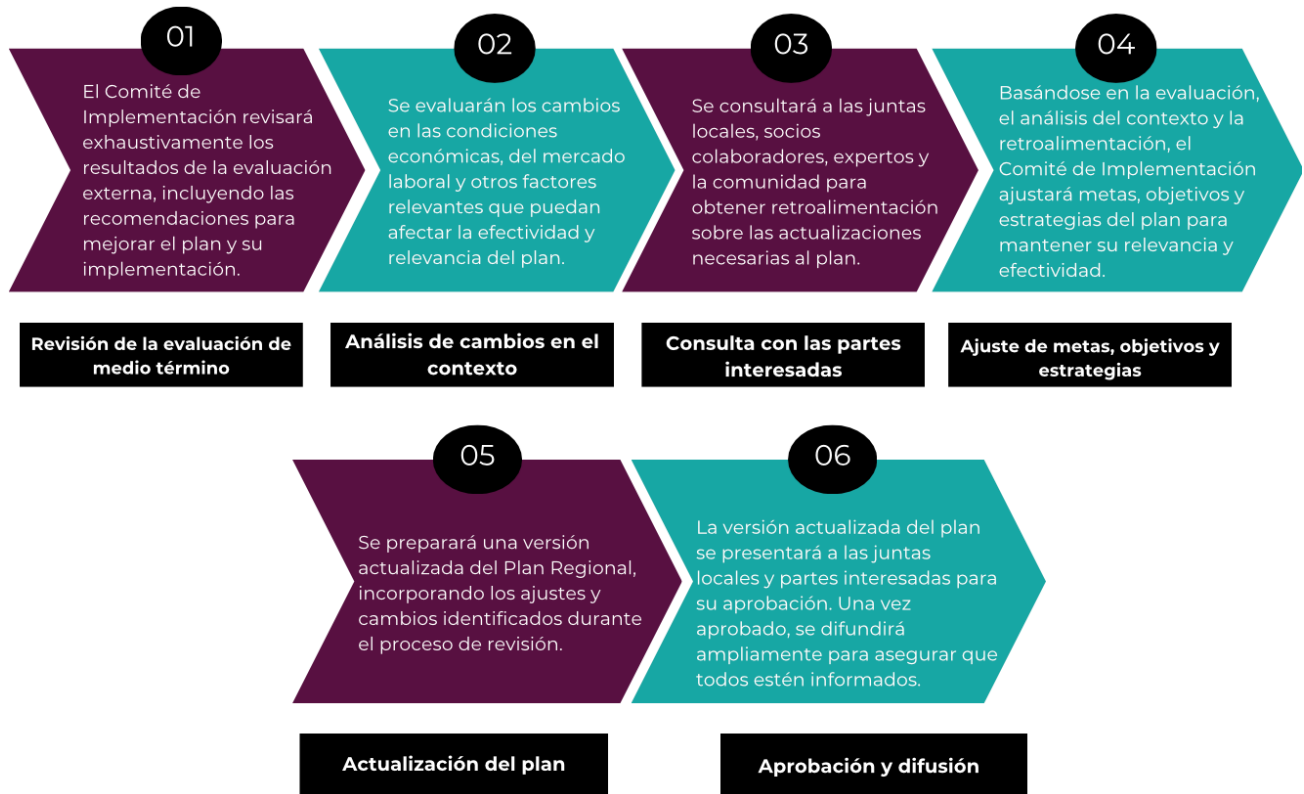 01
El Comité de
Implementación revisará
exhaustivamente los
resultados de la evaluación
externa, incluyendo las
recomendaciones para
mejorar el plan y su
implementación.
Revisión de la evaluación de
medio término
02
Se evaluarán los cambios
en las condiciones
económicas, del mercado
laboral y otros factores
relevantes que puedan
afectar la efectividad y
relevancia del plan.
Análisis de cambios en el
contexto
03
Se consultará a las juntas
locales, socios
colaboradores, expertos y
la comunidad para
obtener retroalimentación
sobre las actualizaciones
necesarias al plan.
Consulta con las partes
interesadas
04
Basándose en la evaluación,
el análisis del contexto y la
retroalimentación, el
Comité de Implementación
ajustará metas, objetivos y
estrategias del plan para
mantener su relevancia y
efectividad.
Ajuste de metas, objetivos y
estrategias
05
Se preparará una versión
actualizada del Plan Regional,
incorporando los ajustes y
cambios identificados durante
el proceso de revisión.
Actualización del plan
06
La versión actualizada del plan
se presentará a las juntas
locales y partes interesadas para
su aprobación. Una vez
aprobado, se difundirá
ampliamente para asegurar que
todos estén informados.
Aprobación y difusión